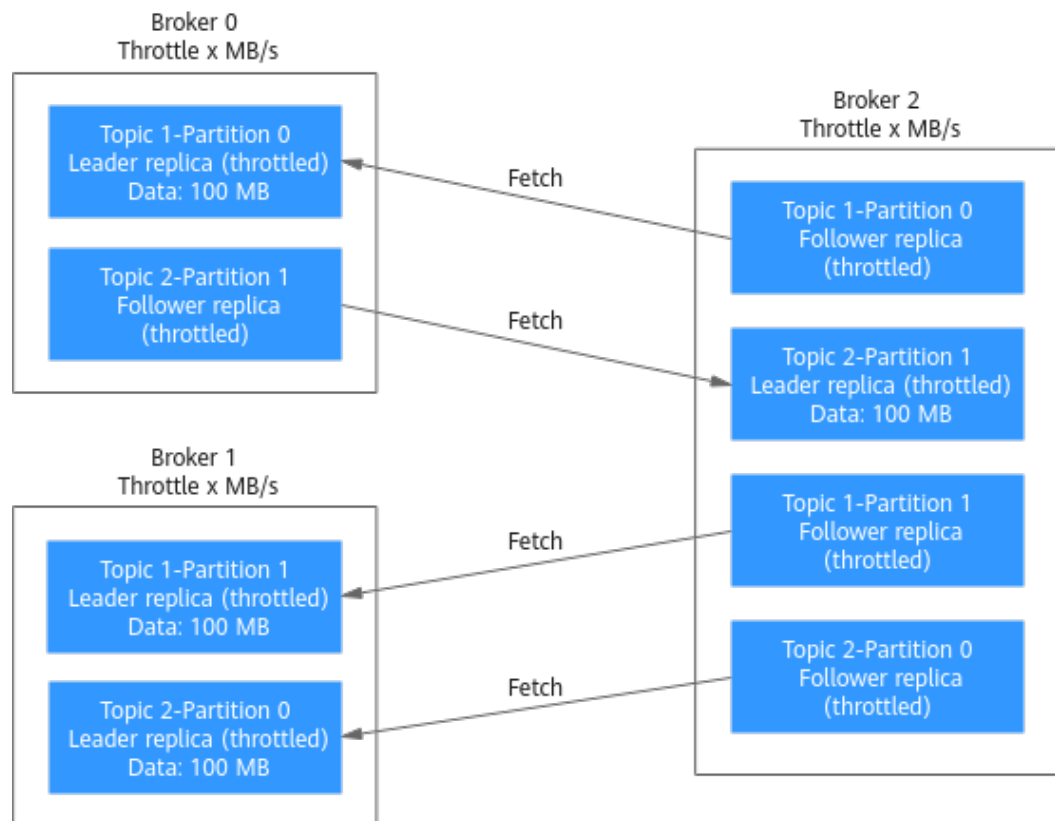 Broker 0
Throttle x MB/s
Topic 1-Partition 0
Leader replica (throttled)
Data: 100 MB
Topic 2-Partition 1
Follower replica
(throttled)
Broker 1
Throttle x MB/s
Topic 1-Partition 1
Leader replica (throttled)
Data: 100 MB
Topic 2-Partition 0
Leader replica (throttled)
Data: 100 MB
Fetch
Fetch
Fetch
Fetch
Broker 2
Throttle x MB/s
Topic 1-Partition 0
Follower replica
(throttled)
Topic 2-Partition 1
Leader replica (throttled)
Data: 100 MB
Topic 1-Partition 1
Follower replica
(throttled)
Topic 2-Partition 0
Follower replica
(throttled)